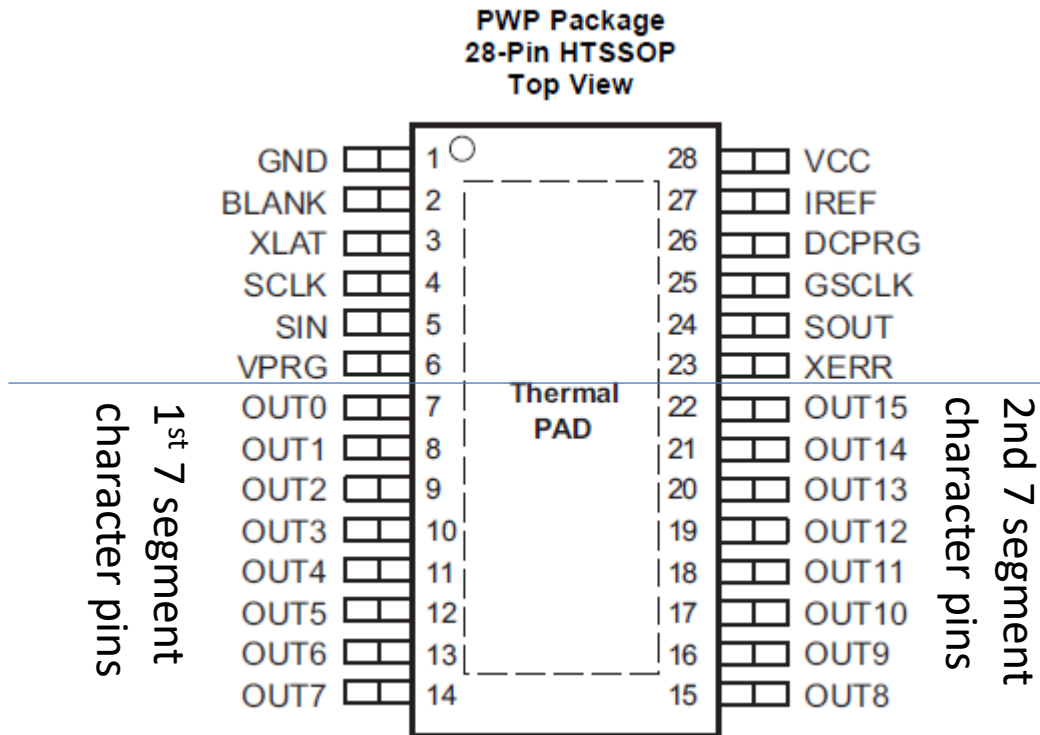 PWP Package
28-Pin HTSSOP
Top View
GND 1 28 VCC
BLANK 2 27 IREF
XLAT 3 26 DCPRG
SCLK 4 25 GSCLK
SIN 5 24 SOUT
VPRG 6 23 XERR
OUT0 7 22 OUT15
OUT1 8 21 OUT14
OUT2 9 20 OUT13
OUT3 10 19 OUT12
OUT4 11 18 OUT11
OUT5 12 17 OUT10
OUT6 13 16 OUT9
OUT7 14 15 OUT8
Thermal
PAD
1st 7 segment
character pins
2nd 7 segment
character pins